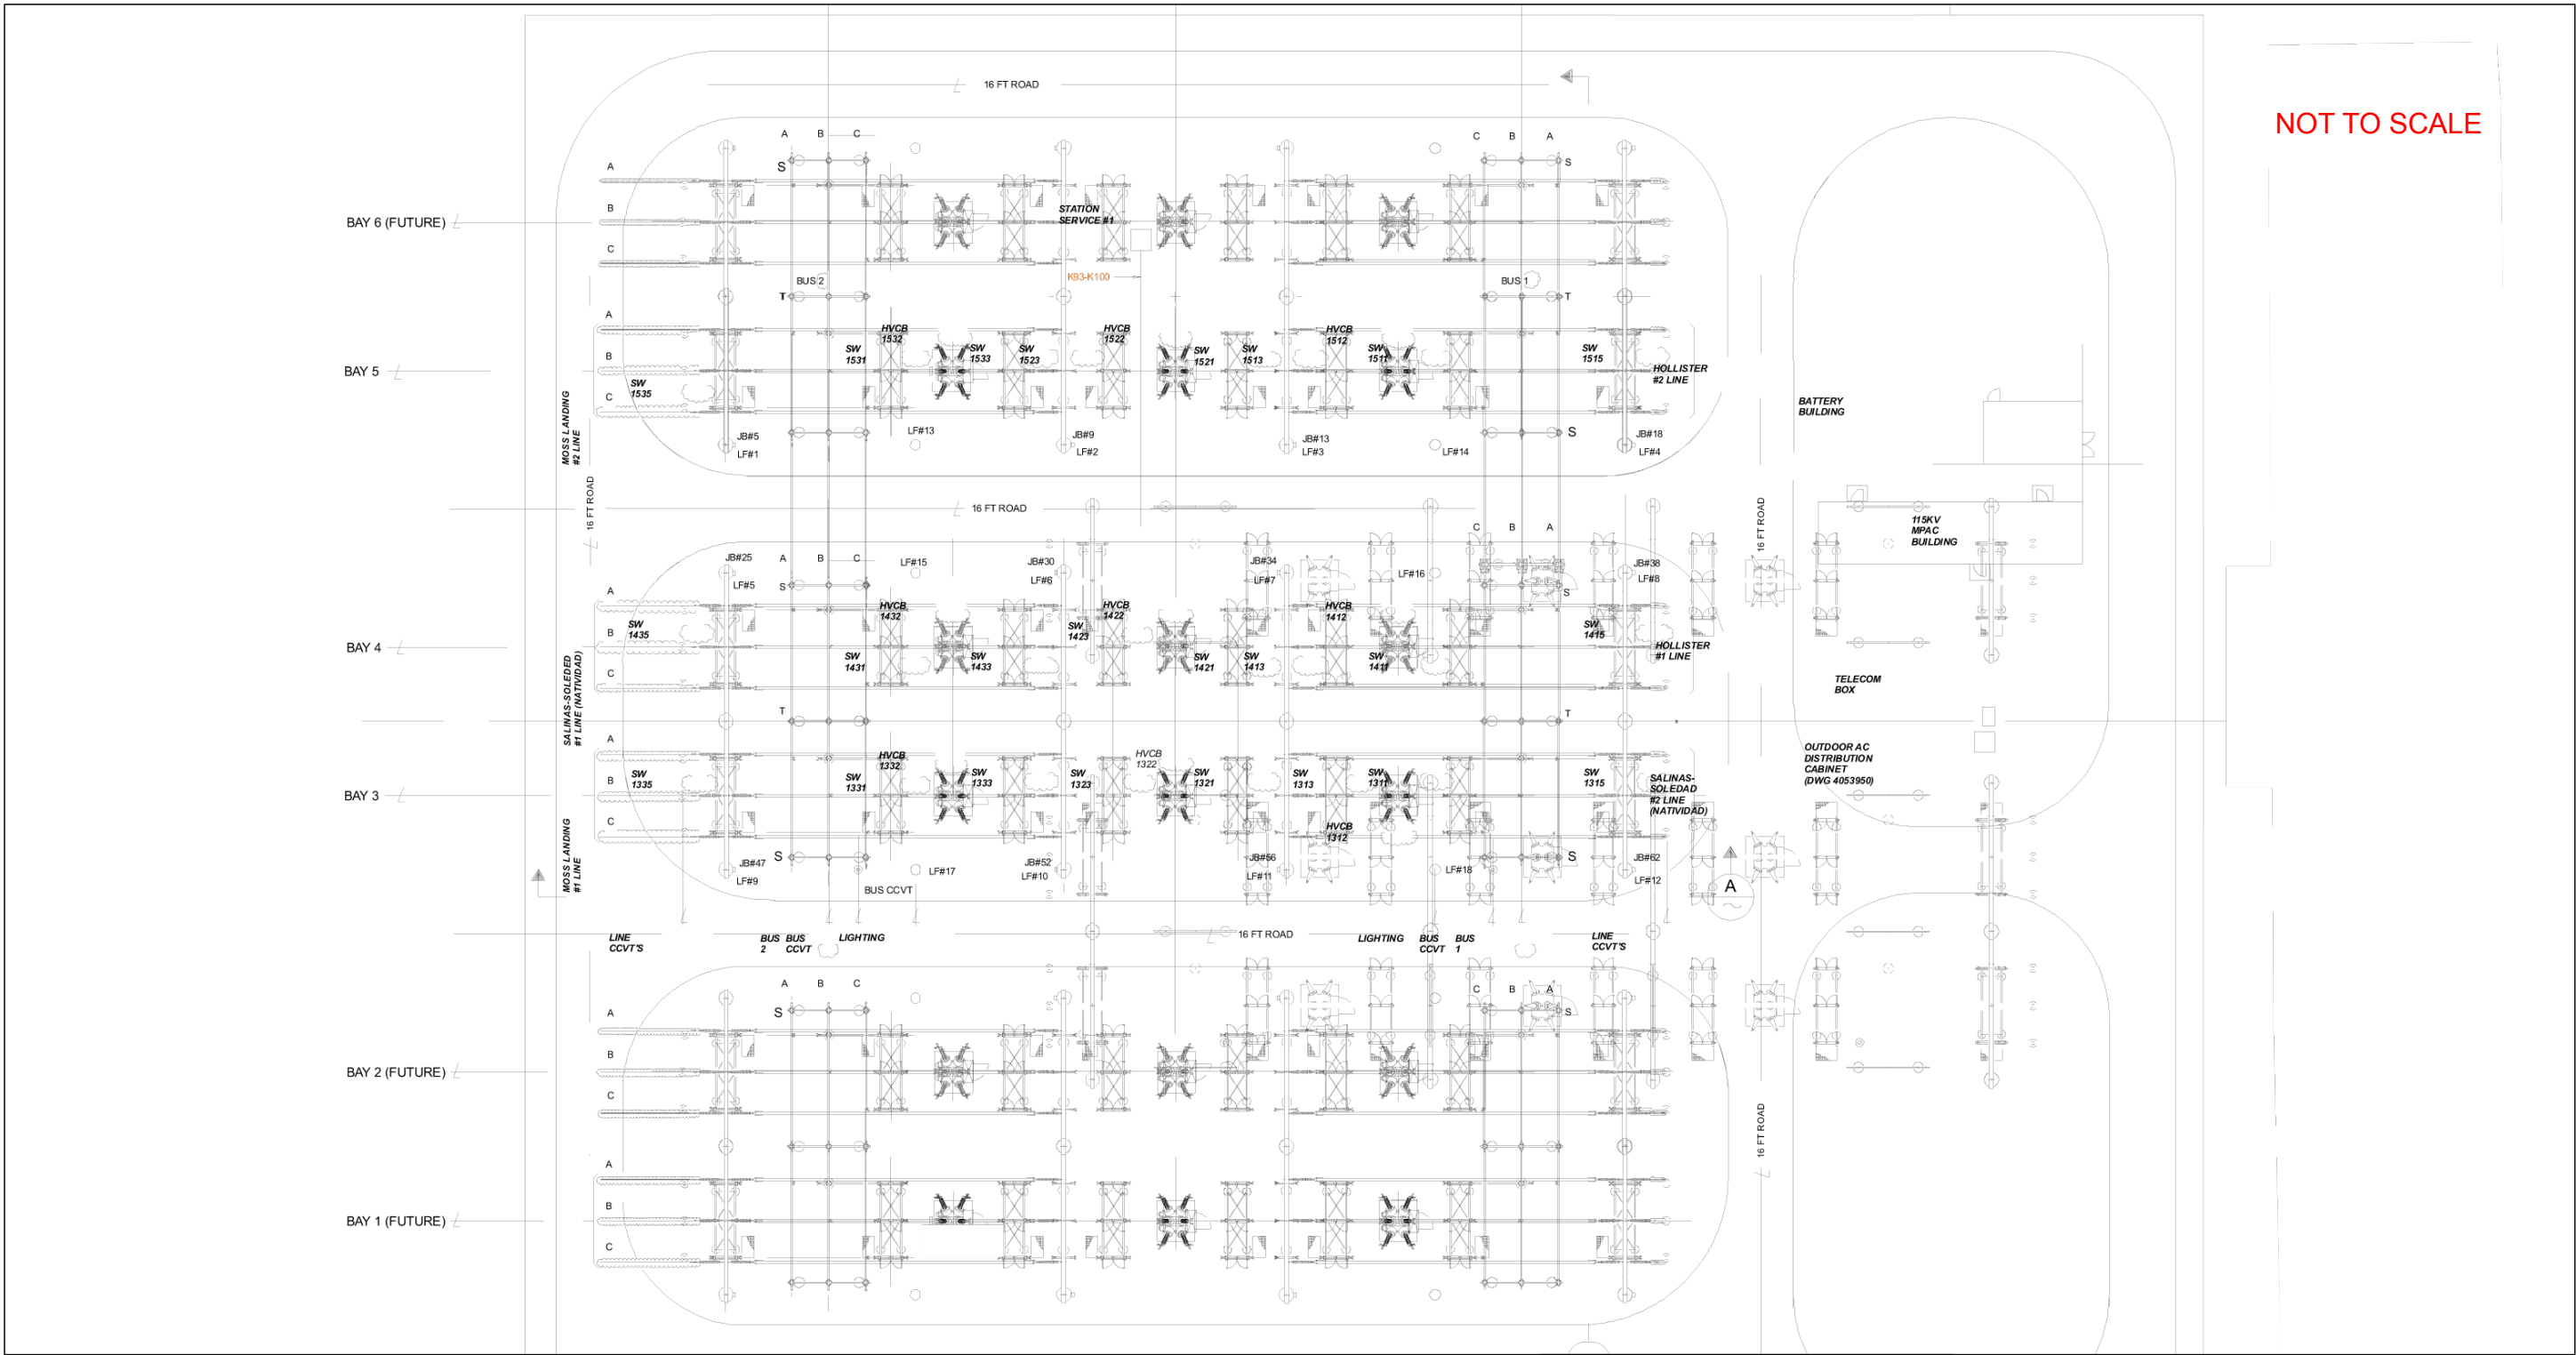 16 FT ROAD
NOT TO SCALE
A B C
C B A
S
S
A
BAY 6 (FUTURE)
B
C
STATION
SERVICE #1
K93-K100
BUS 2
BUS 1
T
T
A
B
C
BAY 5
HVCB
1532
HVCB
1522
HVCB
1512
SW
1531
SW
1533
SW
1523
SW
1521
SW
1513
SW
1511
SW
1515
SW
1535
HOLLISTER
#2 LINE
MOSS LANDING
#2 LINE
BATTERY
BUILDING
JB#5
LF#1
LF#13
JB#9
LF#2
JB#13
LF#3
LF#14
S
JB#18
LF#4
16 FT ROAD
16 FT ROAD
16 FT ROAD
115KV
MPAC
BUILDING
C B A
JB#25
LF#5
A B C
S
LF#15
JB#30
LF#6
JB#34
LF#7
LF#16
S
JB#38
LF#8
A
B
C
BAY 4
SW
1435
HVCB
1432
HVCB
1422
HVCB
1412
SW
1431
SW
1433
SW
1423
SW
1421
SW
1413
SW
1411
SW
1415
HOLLISTER
#1 LINE
SALINAS-SOLEDED
#1 LINE (NATIVIDAD)
TELECOM
BOX
T
T
A
B
C
BAY 3
SW
1335
HVCB
1332
HVCB
1322
SW
1331
SW
1333
SW
1323
SW
1321
SW
1313
SW
1311
HVCB
1312
SW
1315
SALINAS-
SOLEDAD
#2 LINE
(NATIVIDAD)
OUTDOOR AC
DISTRIBUTION
CABINET
(DWG 4053950)
MOSS LANDING
#1 LINE
JB#47
LF#9
S
LF#17
BUS CCVT
JB#52
LF#10
JB#56
LF#11
LF#18
S
JB#62
LF#12
A
LINE
CCVT'S
BUS
2
BUS
CCVT
LIGHTING
16 FT ROAD
LIGHTING
BUS
CCVT
BUS
1
LINE
CCVT'S
A B C
C B A
S
S
A
B
C
BAY 2 (FUTURE)
16 FT ROAD
A
B
C
BAY 1 (FUTURE)